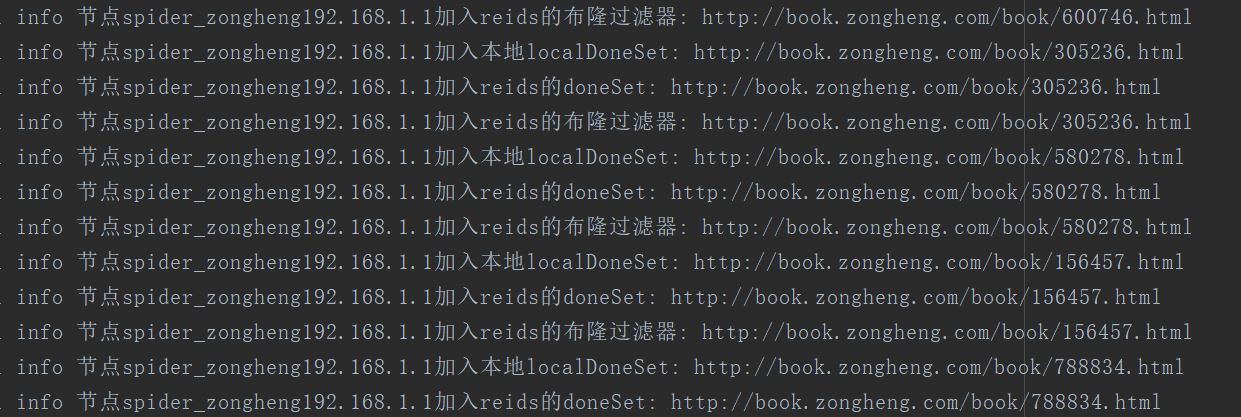 info 节点spider_zongheng192.168.1.1加入reids的布隆过滤器: http://book.zongheng.com/book/600746.html
info 节点spider_zongheng192.168.1.1加入本地localDoneSet: http://book.zongheng.com/book/305236.html
info 节点spider_zongheng192.168.1.1加入reids的doneSet: http://book.zongheng.com/book/305236.html
info 节点spider_zongheng192.168.1.1加入reids的布隆过滤器: http://book.zongheng.com/book/305236.html
info 节点spider_zongheng192.168.1.1加入本地localDoneSet: http://book.zongheng.com/book/580278.html
info 节点spider_zongheng192.168.1.1加入reids的doneSet: http://book.zongheng.com/book/580278.html
info 节点spider_zongheng192.168.1.1加入reids的布隆过滤器: http://book.zongheng.com/book/580278.html
info 节点spider_zongheng192.168.1.1加入本地localDoneSet: http://book.zongheng.com/book/156457.html
info 节点spider_zongheng192.168.1.1加入reids的doneSet: http://book.zongheng.com/book/156457.html
info 节点spider_zongheng192.168.1.1加入reids的布隆过滤器: http://book.zongheng.com/book/156457.html
info 节点spider_zongheng192.168.1.1加入本地localDoneSet: http://book.zongheng.com/book/788834.html
info 节点spider_zongheng192.168.1.1加入reids的doneSet: http://book.zongheng.com/book/788834.html